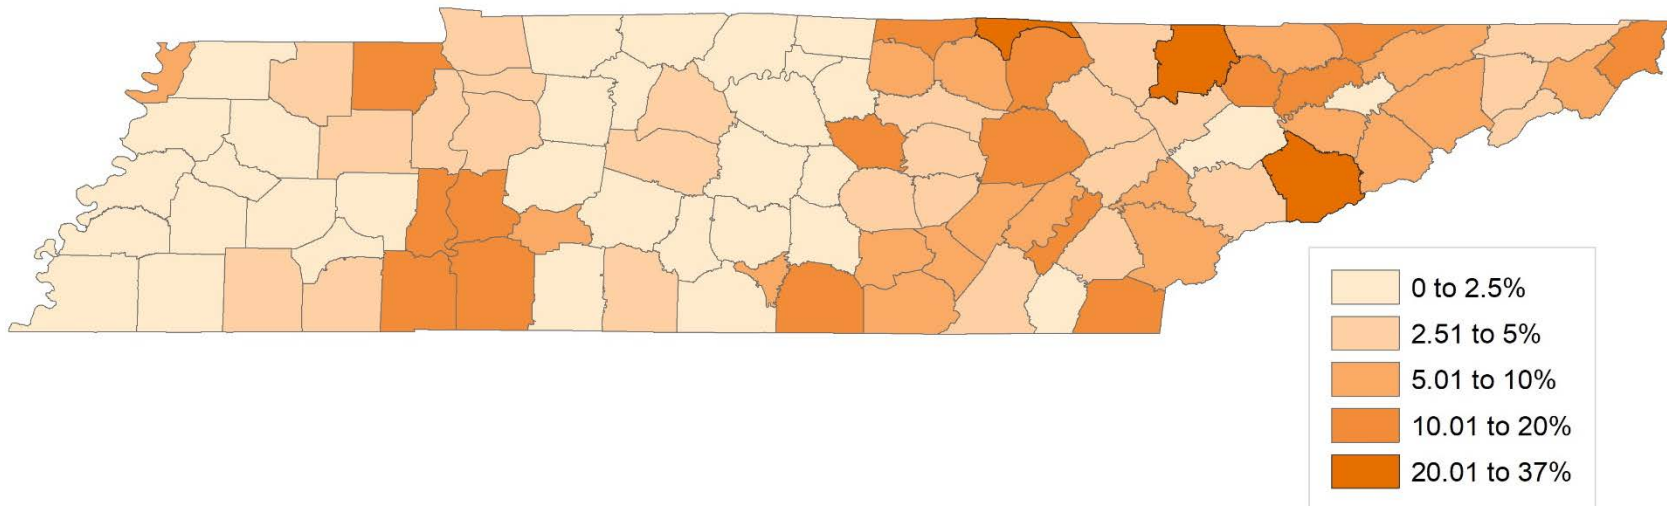 0 to 2.5%
2.51 to 5%
5.01 to 10%
10.01 to 20%
20.01 to 37%